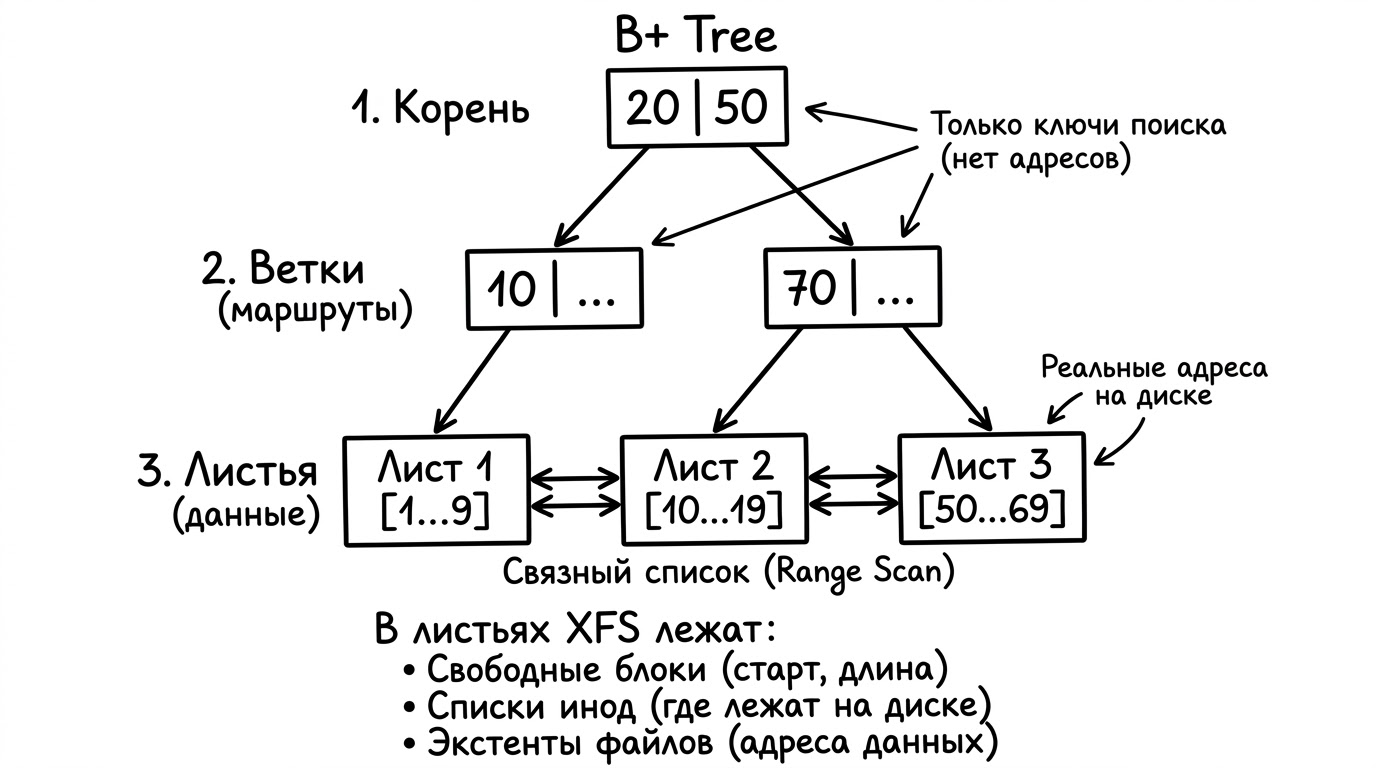 B+ Tree
1. Корень
20 | 50
Только ключи поиска
(нет адресов)
2. Ветки
(маршруты)
10 | ...
70 | ...
Реальные адреса
на диске
3. Листья
(данные)
Лист 1
[1...9]
Лист 2
[10...19]
Лист 3
[50...69]
Связный список (Range Scan)
В листьях XFS лежат:
• Свободные блоки (старт, длина)
• Списки инод (где лежат на диске)
• Экстенты файлов (адреса данных)